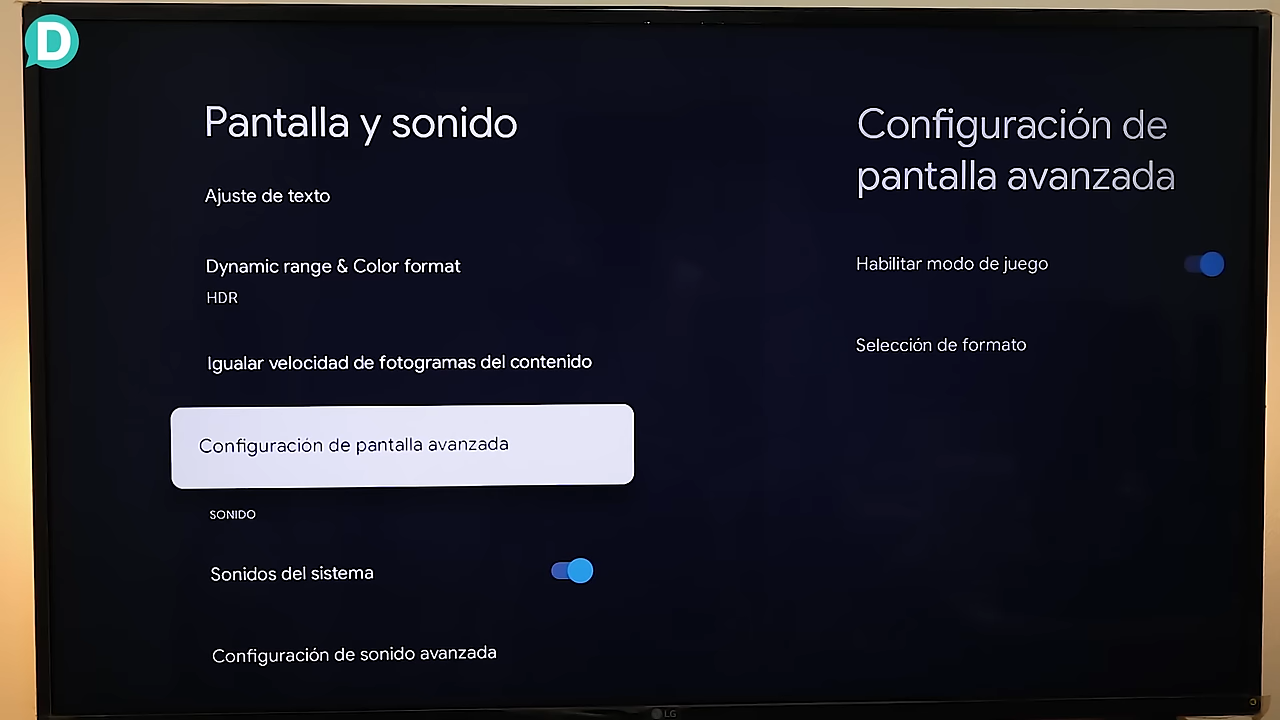 D
Pantalla y sonido
Ajuste de texto
Dynamic range & Color format
HDR
Igualar velocidad de fotogramas del contenido
Configuración de pantalla avanzada
SONIDO
Sonidos del sistema
Configuración de sonido avanzada
Configuración de
pantalla avanzada
Habilitar modo de juego
Selección de formato
LG